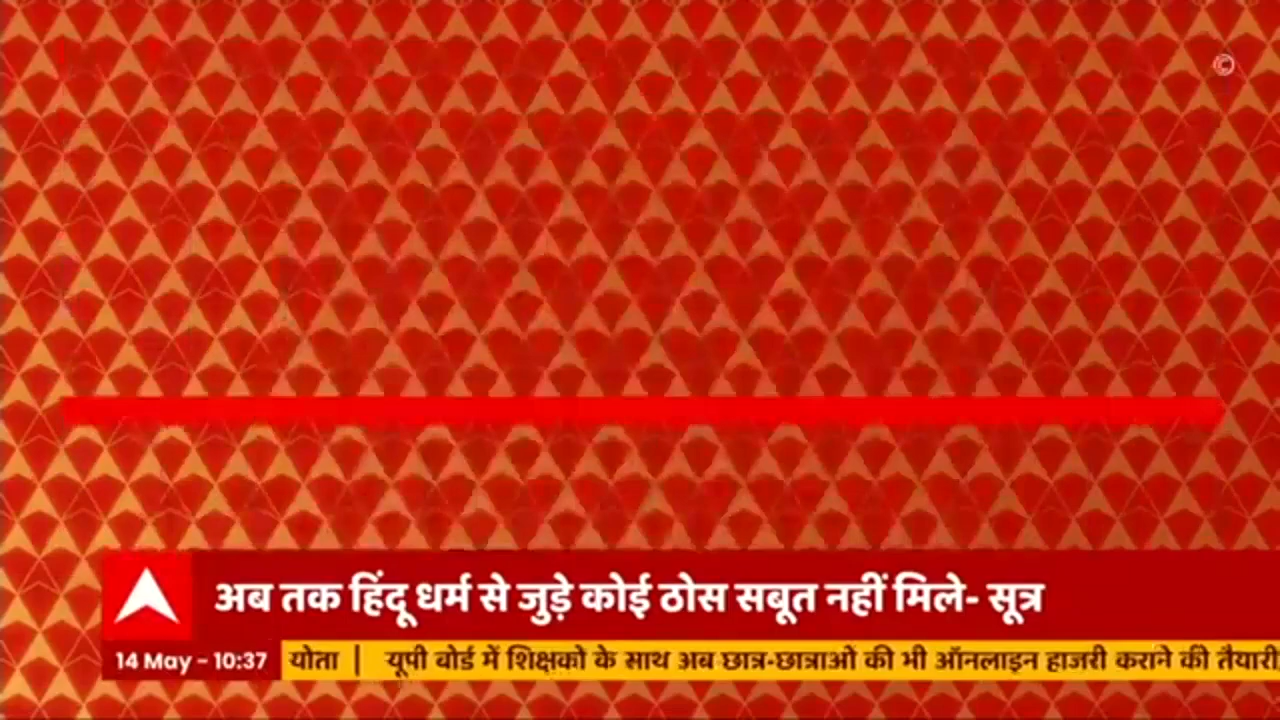 ©
अब तक हिंदू धर्म से जुड़े कोई ठोस सबूत नहीं मिले- सूत्र
14 May - 10:37
योता | यूपी बोर्ड में शिक्षकों के साथ अब छात्र-छात्राओं की भी ऑनलाइन हाजरी कराने की तैयारी